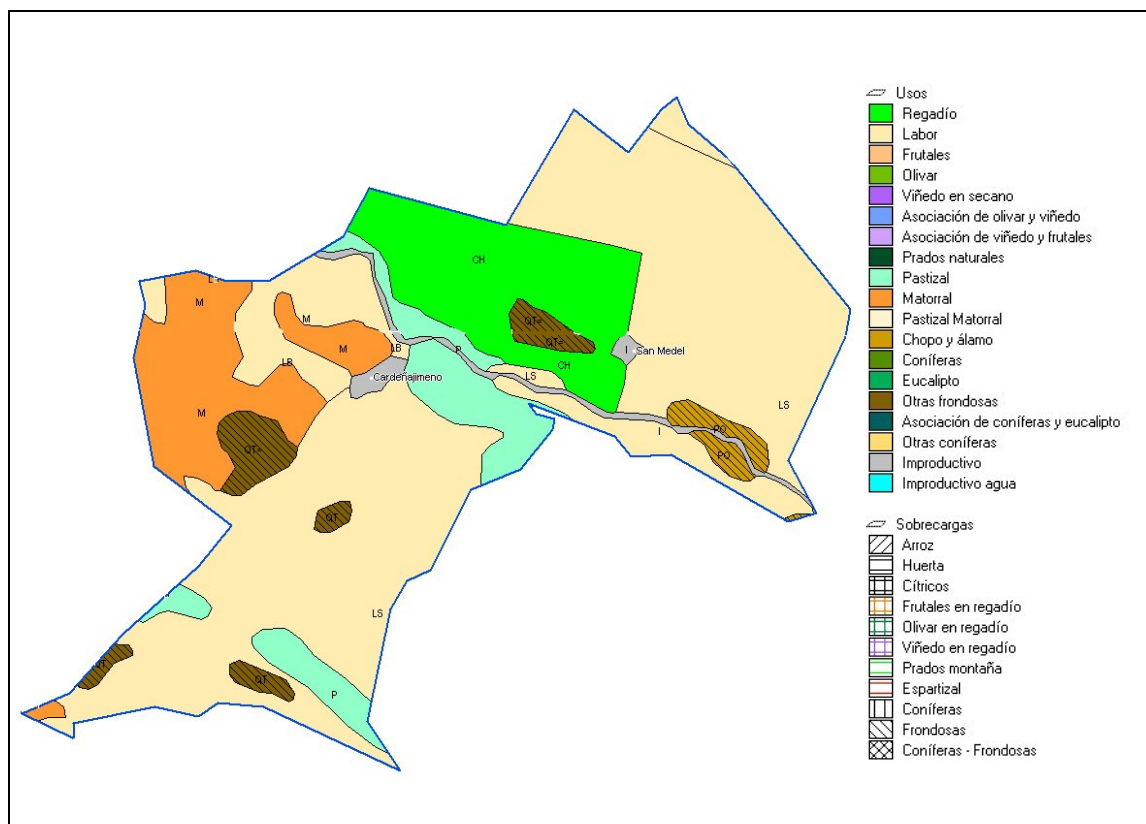 Usos
Regadío
Labor
Frutales
Olivar
Viñedo en secano
Asociación de olivar y viñedo
Asociación de viñedo y frutales
Prados naturales
Pastizal
Matorral
Pastizal Matorral
Chopo y álamo
Coníferas
Eucalipto
Otras frondosas
Asociación de coníferas y eucalipto
Otras coníferas
Improductivo
Improductivo agua
Sobrecargas
Arroz
Huerta
Cítricos
Frutales en regadío
Olivar en regadío
Viñedo en regadío
Prados montaña
Espartizal
Coníferas
Frondosas
Coníferas - Frondosas
CH
M
M
QT=
QT=
M
P
I
San Medel
LB
CH
LS
Cardeñajimeno
LS
M
PO
I
QT=
PO
QT
LS
QT
QT
P